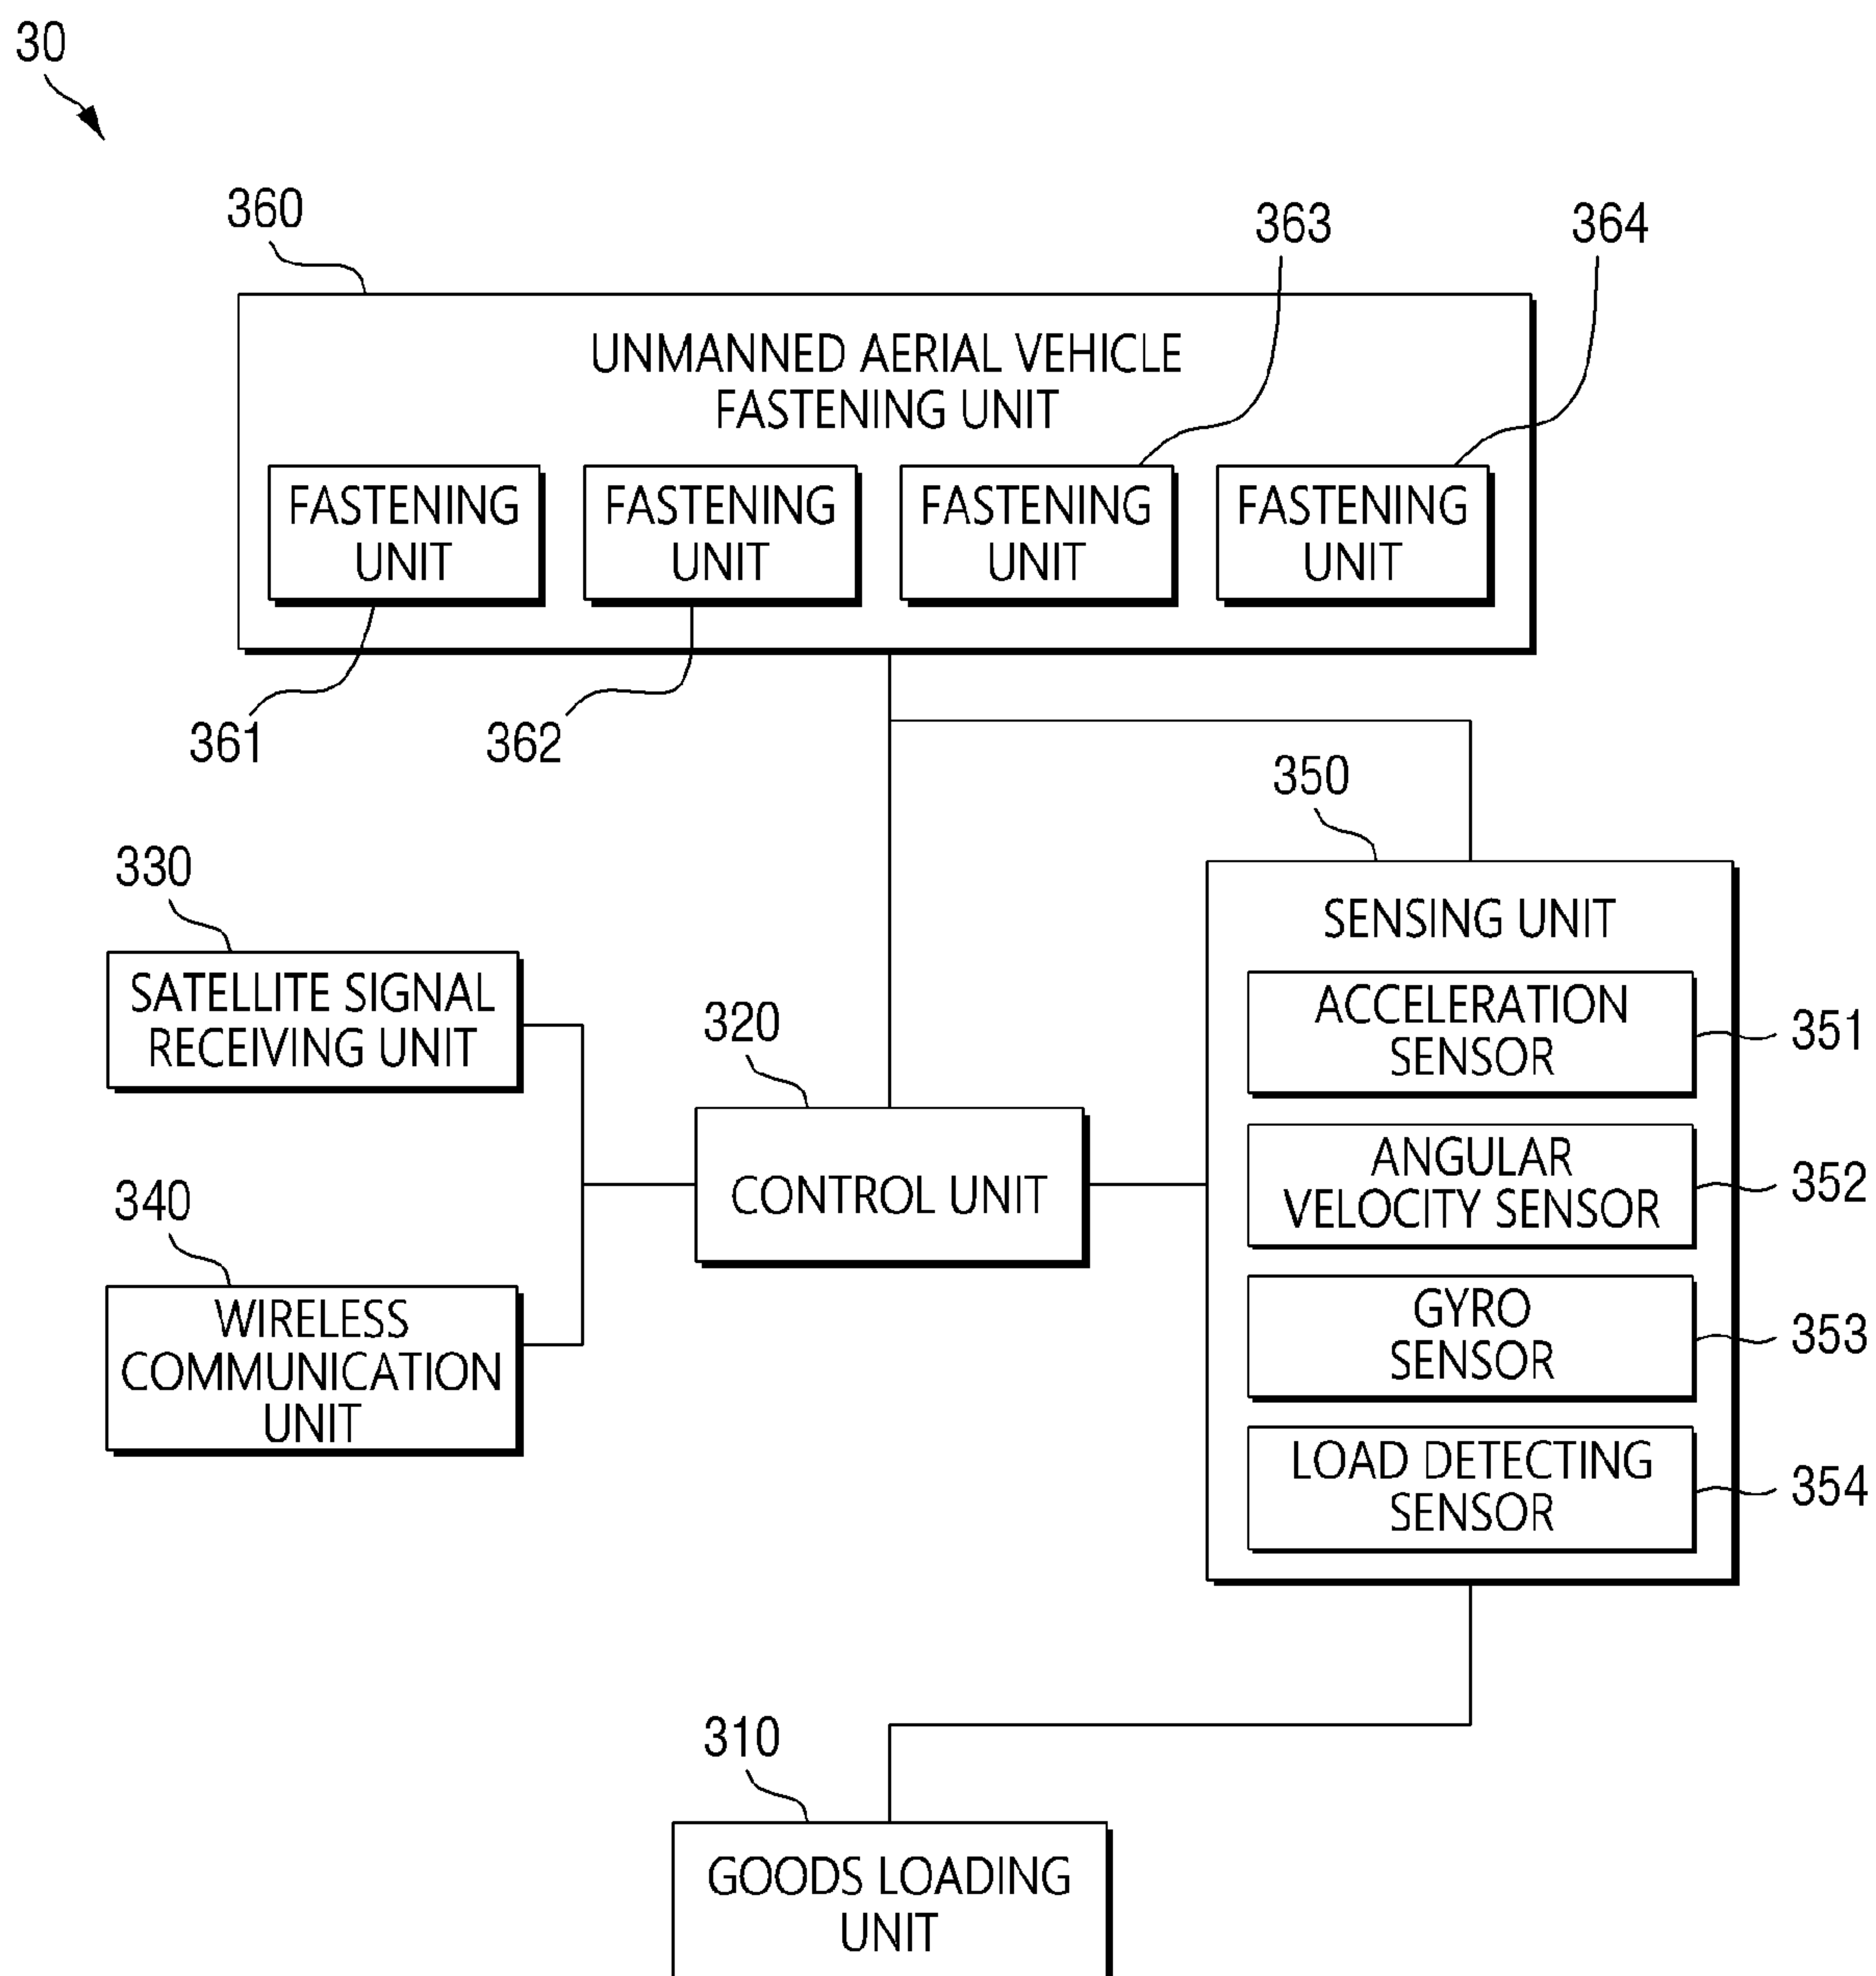 30
360
363
364
UNMANNED AERIAL VEHICLE
FASTENING UNIT
FASTENING
UNIT
FASTENING
UNIT
FASTENING
UNIT
FASTENING
UNIT
361
362
350
330
SENSING UNIT
SATELLITE SIGNAL
RECEIVING UNIT
320
ACCELERATION
SENSOR
351
340
CONTROL UNIT
ANGULAR
VELOCITY SENSOR
352
WIRELESS
COMMUNICATION
UNIT
GYRO
SENSOR
353
LOAD DETECTING
SENSOR
354
310
GOODS LOADING
UNIT